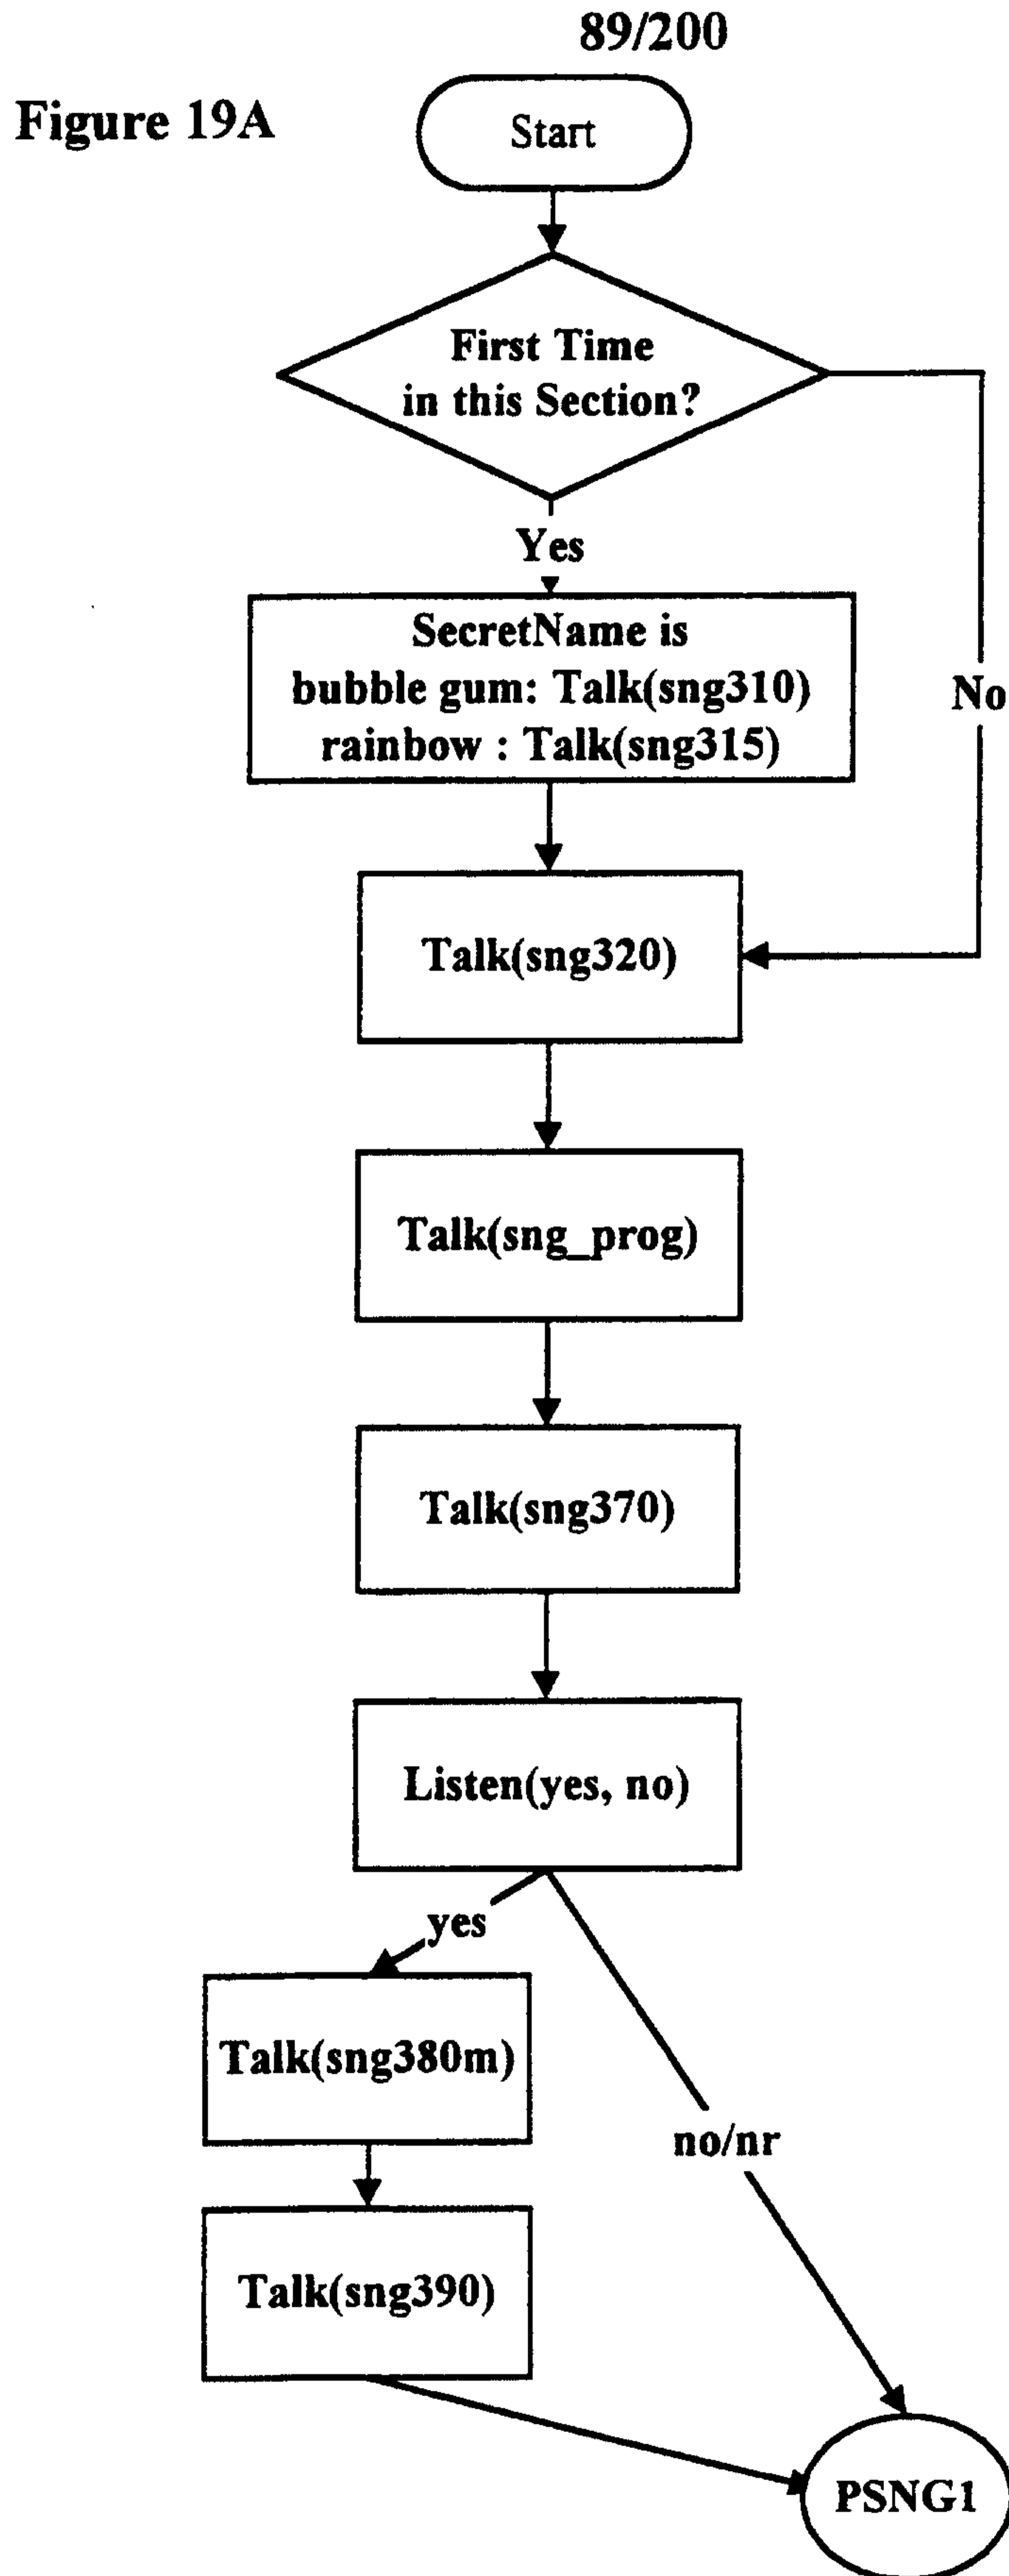 89/200
Figure 19A
Start
First Time
in this Section?
Yes
No
SecretName is
bubble gum: Talk(sng310)
rainbow : Talk(sng315)
Talk(sng320)
Talk(sng_prog)
Talk(sng370)
Listen(yes, no)
yes
no/nr
Talk(sng380m)
Talk(sng390)
PSNG1